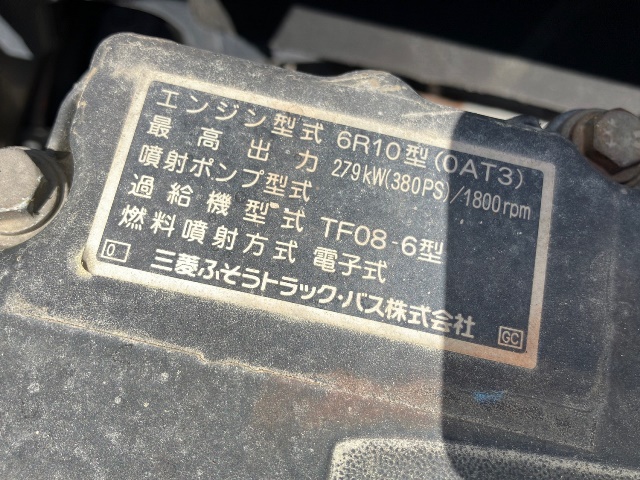 エンジン型式 6R10型(0AT3)
最高出力 279kW(380PS)/1800rpm
噴射ポンプ型式
過給機型式 TF08-6型
燃料噴射方式 電子式
0 三菱ふそうトラック・バス株式会社 GC